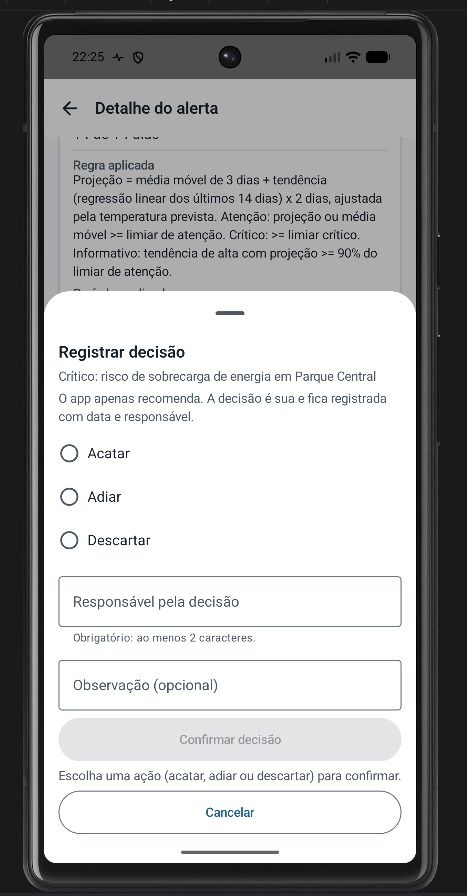 22:25
Detalhe do alerta
Regra aplicada
Projeção = média móvel de 3 dias + tendência
(regressão linear dos últimos 14 dias) x 2 dias, ajustada
pela temperatura prevista. Atenção: projeção ou média
móvel >= limiar de atenção. Crítico: >= limiar crítico.
Informativo: tendência de alta com projeção >= 90% do
limiar de atenção.
Registrar decisão
Crítico: risco de sobrecarga de energia em Parque Central
O app apenas recomenda. A decisão é sua e fica registrada
com data e responsável.
Acatar
Adiar
Descartar
Responsável pela decisão
Obrigatório: ao menos 2 caracteres.
Observação (opcional)
Confirmar decisão
Escolha uma ação (acatar, adiar ou descartar) para confirmar.
Cancelar